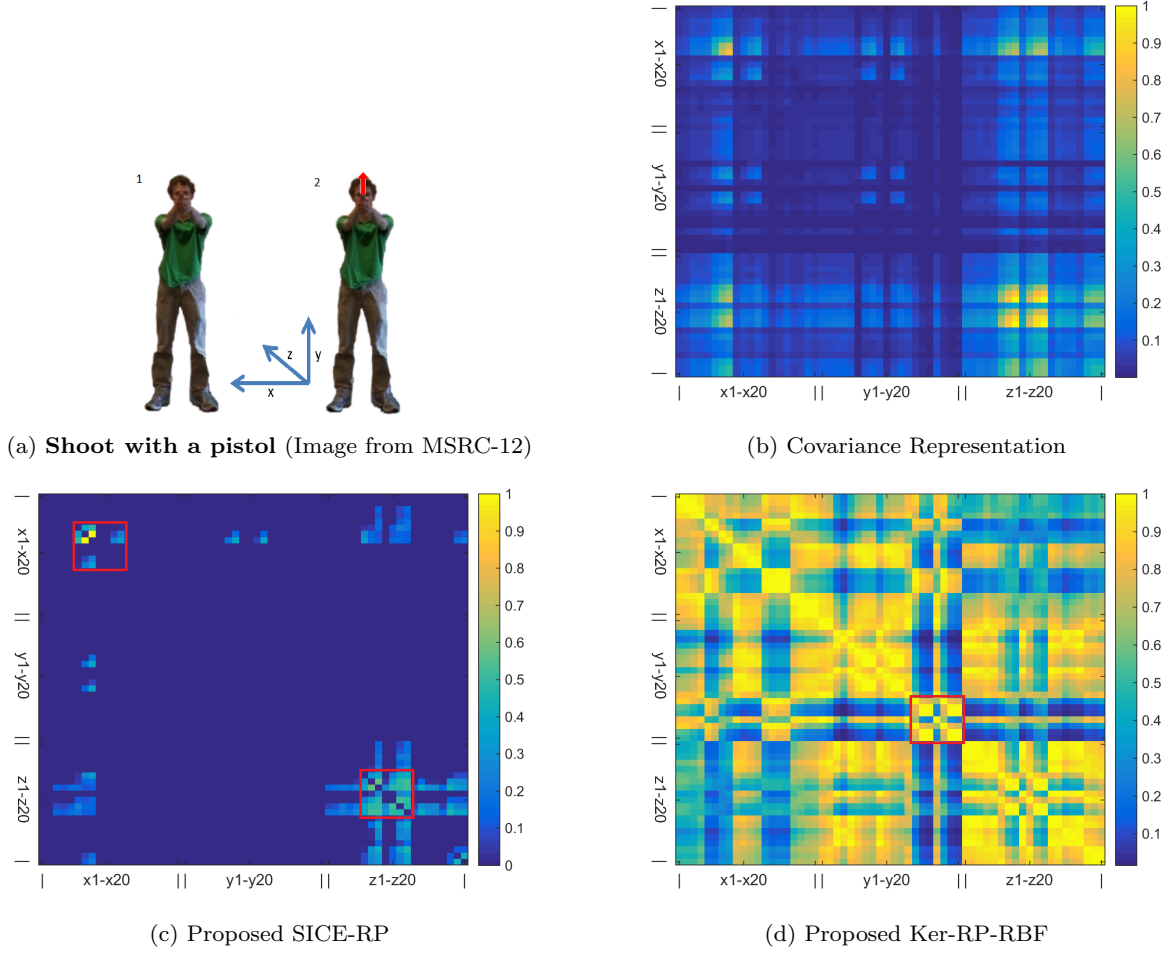 1
2
z
y
x
(a) Shoot with a pistol (Image from MSRC-12)
| x1-x20 || y1-y20 || z1-z20 |
1
0.9
0.8
0.7
0.6
0.5
0.4
0.3
0.2
0.1
| x1-x20 || y1-y20 || z1-z20 |
(b) Covariance Representation
| x1-x20 || y1-y20 || z1-z20 |
1
0.9
0.8
0.7
0.6
0.5
0.4
0.3
0.2
0.1
0
| x1-x20 || y1-y20 || z1-z20 |
(c) Proposed SICE-RP
| x1-x20 || y1-y20 || z1-z20 |
1
0.9
0.8
0.7
0.6
0.5
0.4
0.3
0.2
0.1
| x1-x20 || y1-y20 || z1-z20 |
(d) Proposed Ker-RP-RBF